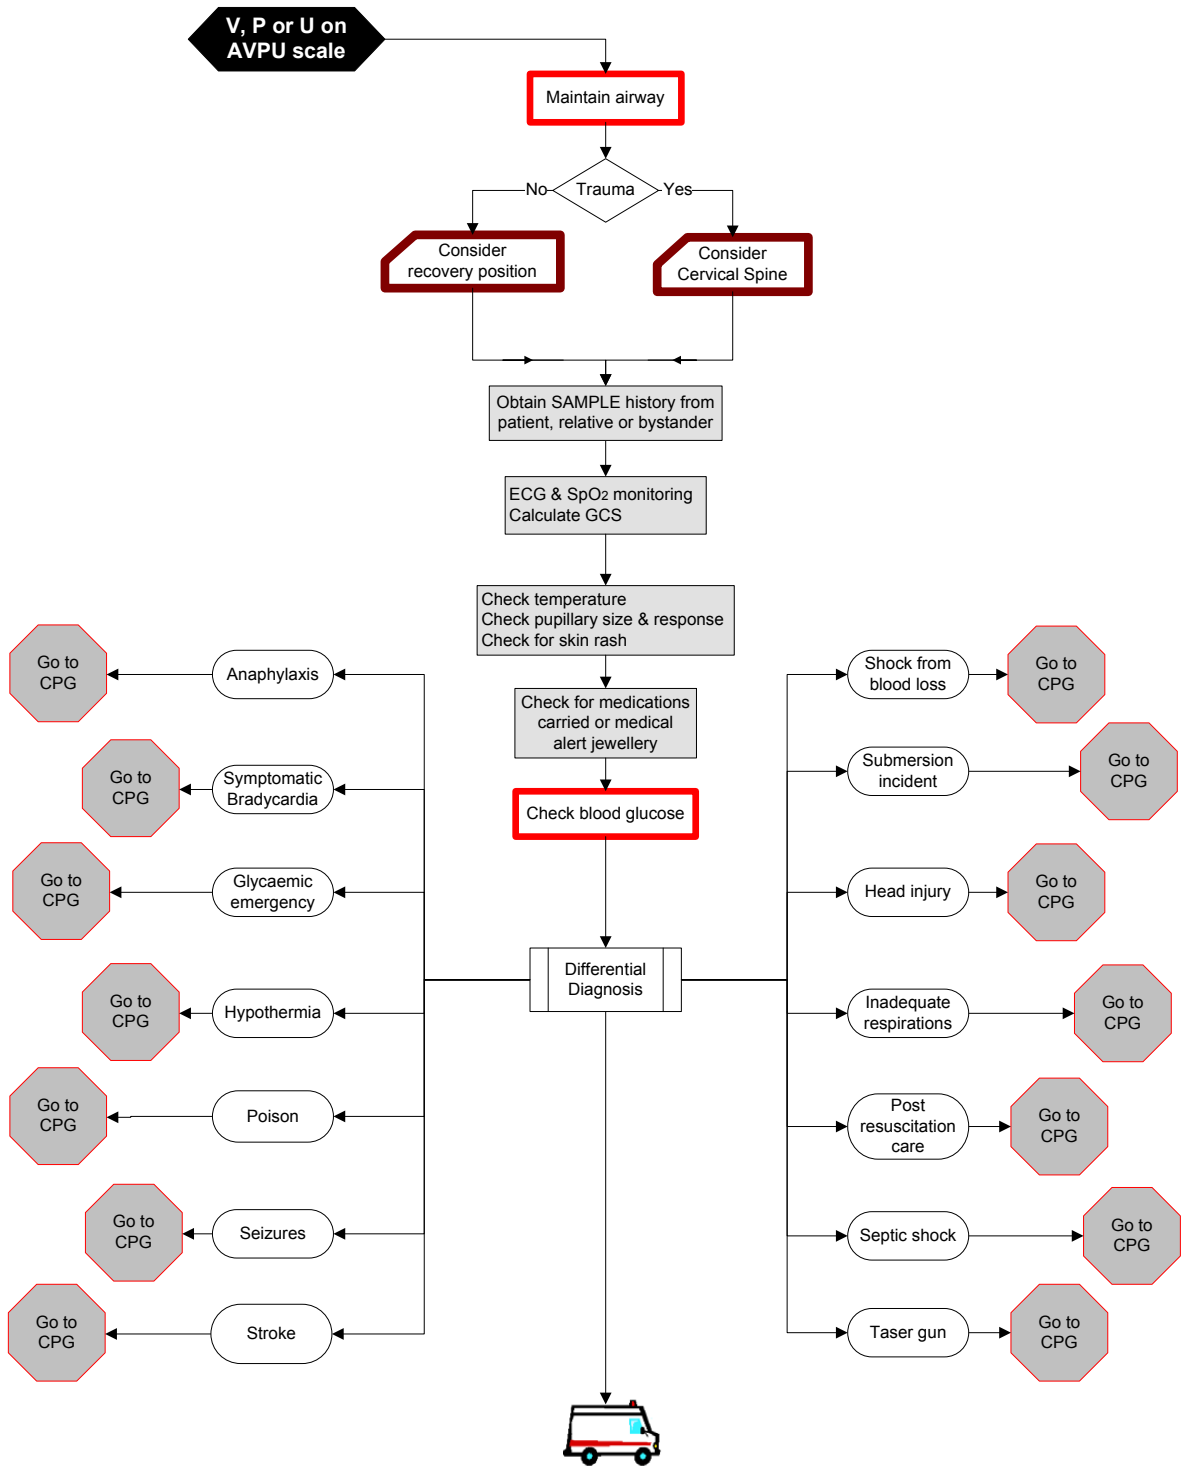 V, P or U on
AVPU scale
Maintain airway
No
Trauma
Yes
Consider
recovery position
Consider
Cervical Spine
Obtain SAMPLE history from
patient, relative or bystander
ECG & SpO2 monitoring
Calculate GCS
Check temperature
Check pupillary size & response
Check for skin rash
Check for medications
carried or medical
alert jewellery
Check blood glucose
Differential
Diagnosis
Go to
CPG
Anaphylaxis
Go to
CPG
Symptomatic
Bradycardia
Go to
CPG
Glycaemic
emergency
Go to
CPG
Hypothermia
Go to
CPG
Poison
Go to
CPG
Seizures
Go to
CPG
Stroke
Shock from
blood loss
Go to
CPG
Submersion
incident
Go to
CPG
Head injury
Go to
CPG
Inadequate
respirations
Go to
CPG
Post
resuscitation
care
Go to
CPG
Septic shock
Go to
CPG
Taser gun
Go to
CPG